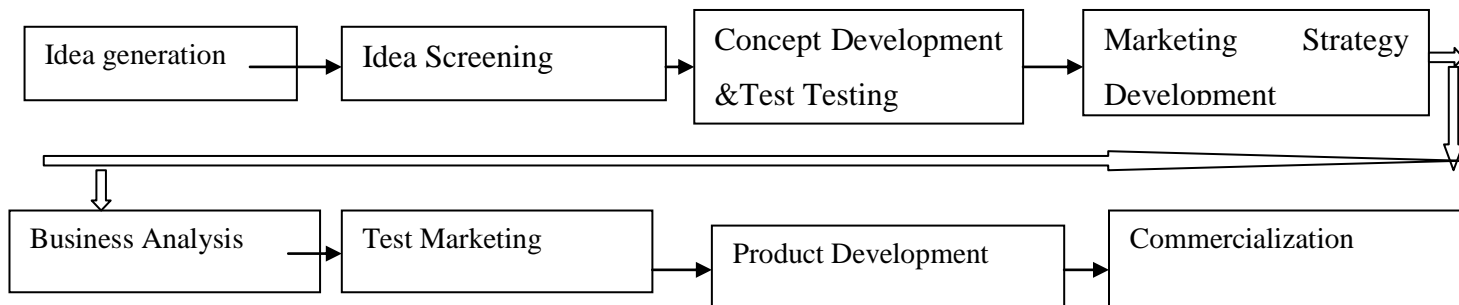 Idea generation
Idea Screening
Concept Development
&Test Testing
Marketing Strategy
Development
Business Analysis
Test Marketing
Product Development
Commercialization